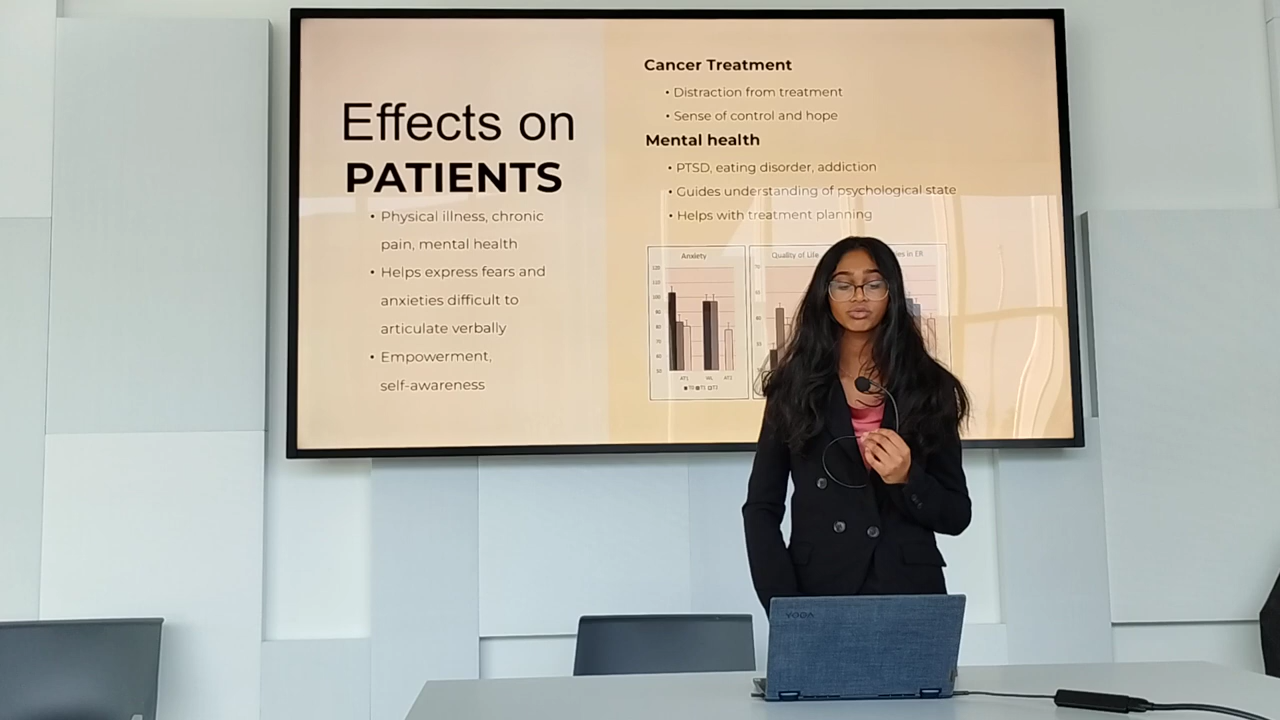 Effects on
PATIENTS
• Physical illness, chronic
pain, mental health
• Helps express fears and
anxieties difficult to
articulate verbally
• Empowerment,
self-awareness
Cancer Treatment
• Distraction from treatment
• Sense of control and hope
Mental health
• PTSD, eating disorder, addiction
• Guides understanding of psychological state
• Helps with treatment planning
Anxiety
Quality of Life
in ER
YOGA